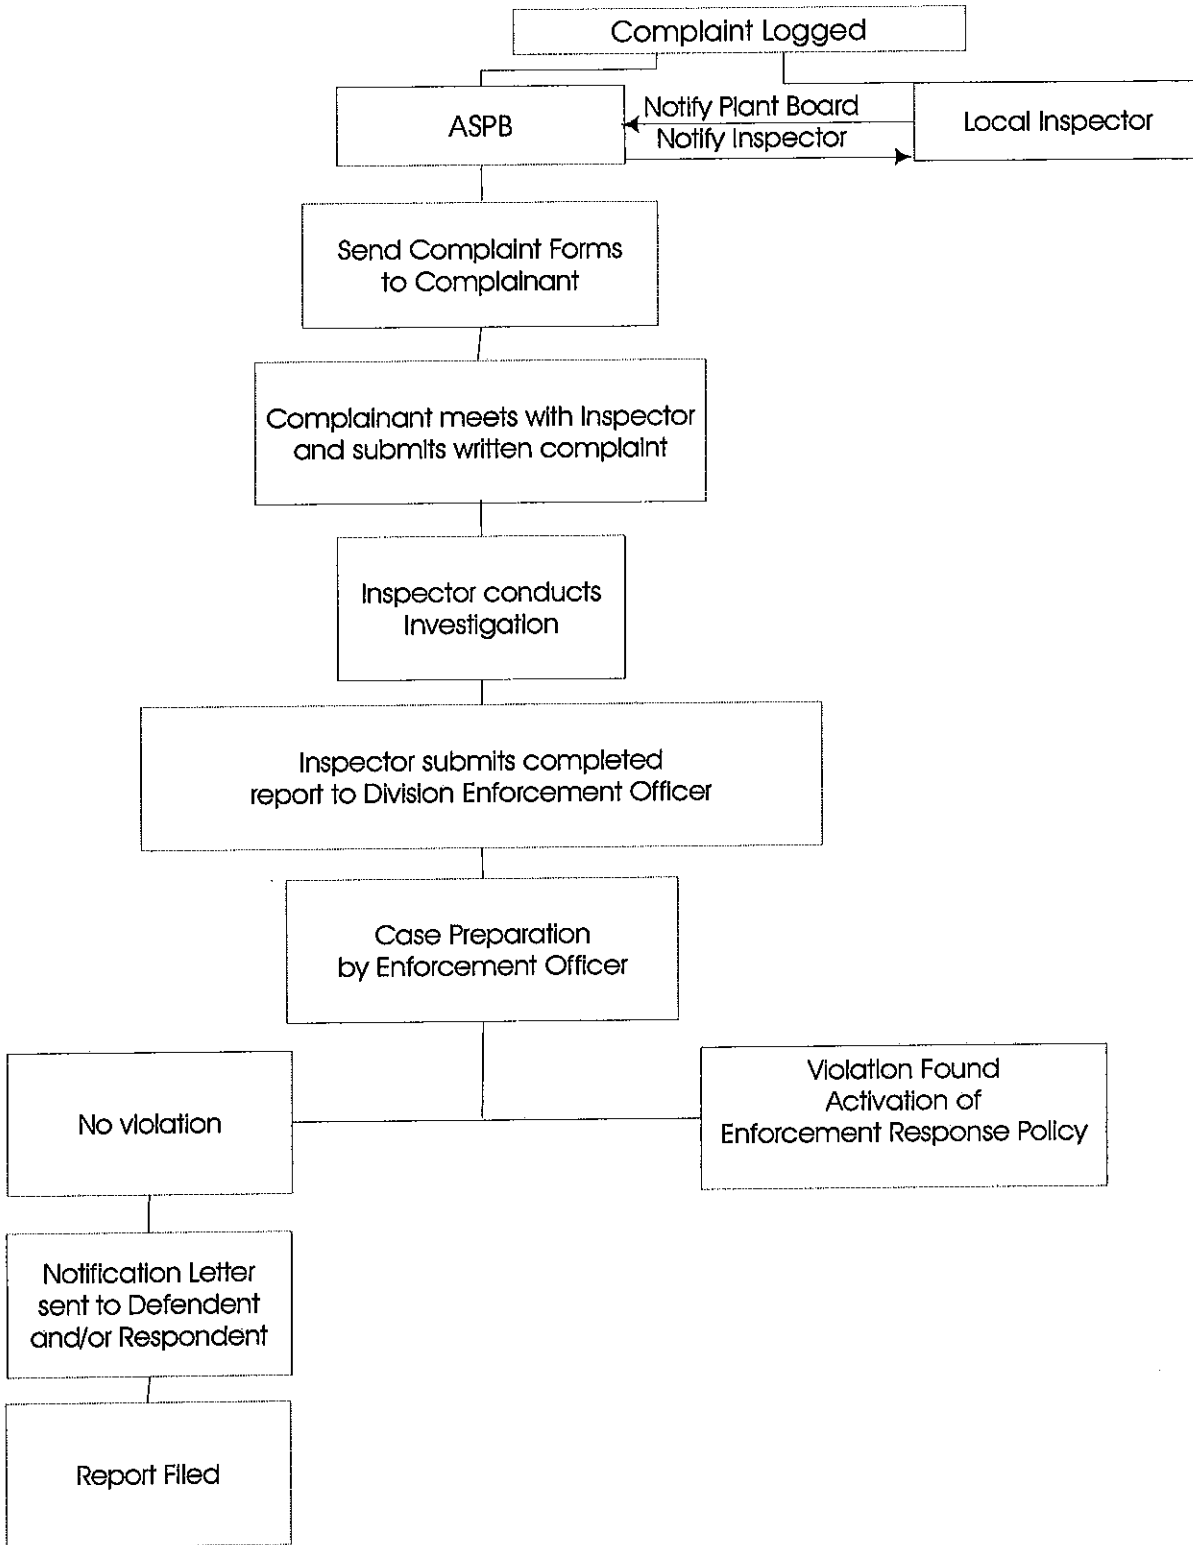 Complaint Logged
ASPB
Notify Plant Board
Notify Inspector
Local Inspector
Send Complaint Forms
to Complainant
Complainant meets with Inspector
and submits written complaint
Inspector conducts
Investigation
Inspector submits completed
report to Division Enforcement Officer
Case Preparation
by Enforcement Officer
No violation
Violation Found
Activation of
Enforcement Response Policy
Notification Letter
sent to Defendent
and/or Respondent
Report Filed